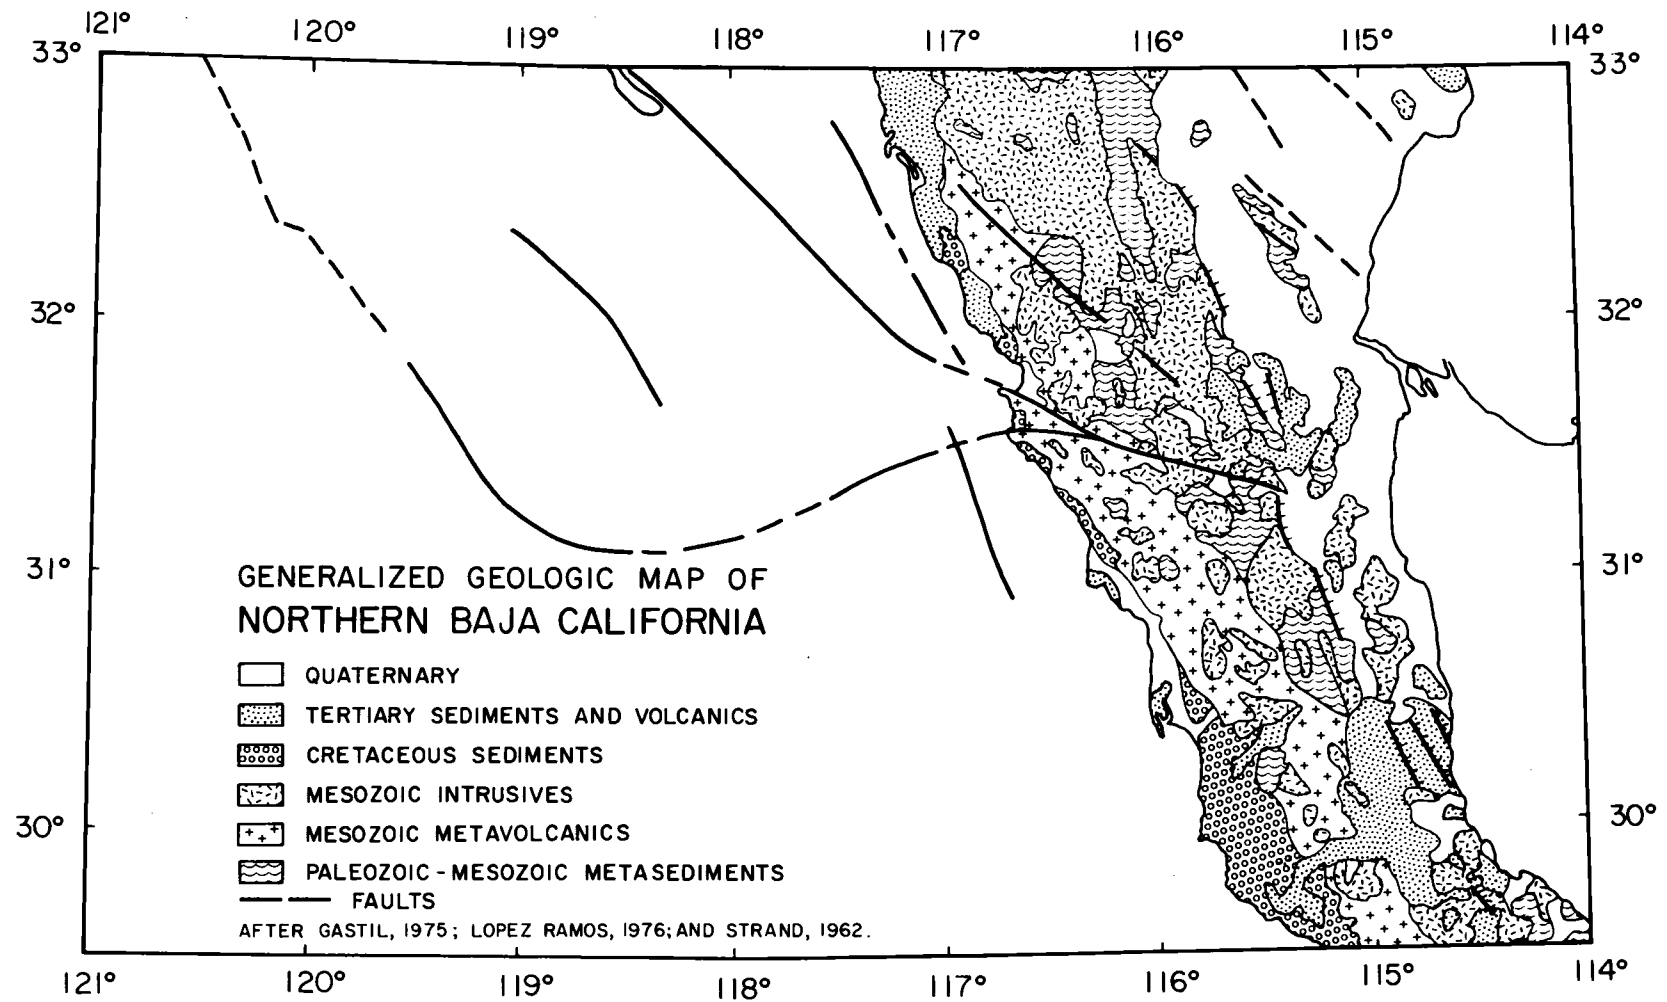 121° 120° 119° 118° 117° 116° 115° 114°
33° 33°
32° 32°
31° 31°
GENERALIZED GEOLOGIC MAP OF
NORTHERN BAJA CALIFORNIA
QUATERNARY
TERTIARY SEDIMENTS AND VOLCANICS
CRETACEOUS SEDIMENTS
MESOZOIC INTRUSIVES
30° 30°
MESOZOIC METAVOLCANICS
PALEOZOIC-MESOZOIC METASEDIMENTS
FAULTS
AFTER GASTIL, 1975; LOPEZ RAMOS, 1976; AND STRAND, 1962.
121° 120° 119° 118° 117° 116° 115° 114°